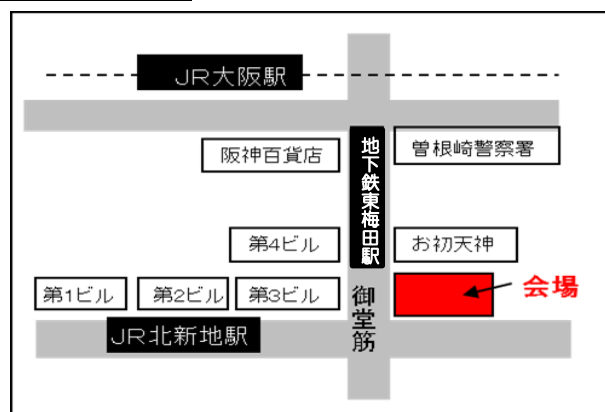 JR大阪駅
阪神百貨店
地下鉄東梅田駅
曽根崎警察署
第4ビル
お初天神
第1ビル
第2ビル
第3ビル
御堂筋
会場
JR北新地駅